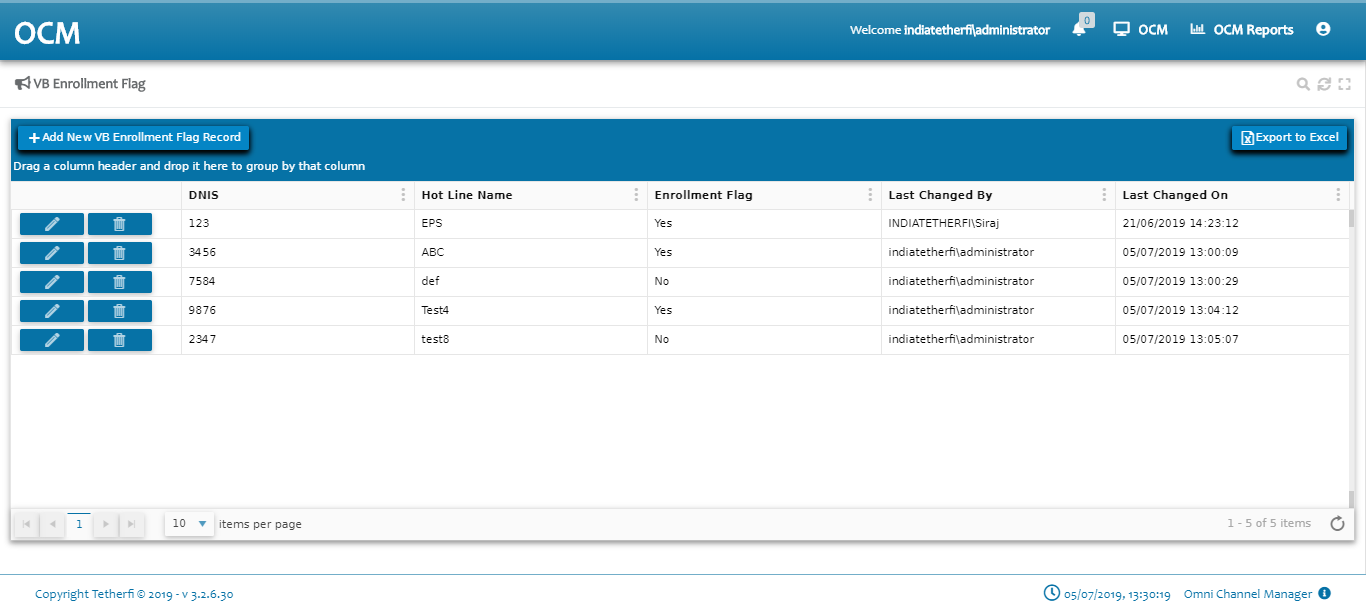 OCM
Welcome indiatetherfi\administrator 0 OCM OCM Reports
VB Enrollment Flag
Add New VB Enrollment Flag Record Export to Excel
Drag a column header and drop it here to group by that column
DNIS Hot Line Name Enrollment Flag Last Changed By Last Changed On
123 EPS Yes INDIATETHERFI\Siraj 21/06/2019 14:23:12
3456 ABC Yes indiatetherfi\administrator 05/07/2019 13:00:09
7584 def No indiatetherfi\administrator 05/07/2019 13:00:29
9876 Test4 Yes indiatetherfi\administrator 05/07/2019 13:04:12
2347 test8 No indiatetherfi\administrator 05/07/2019 13:05:07
1 10 items per page 1 - 5 of 5 items
Copyright Tetherfi © 2019 - v 3.2.6.30 05/07/2019, 13:30:19 Omni Channel Manager